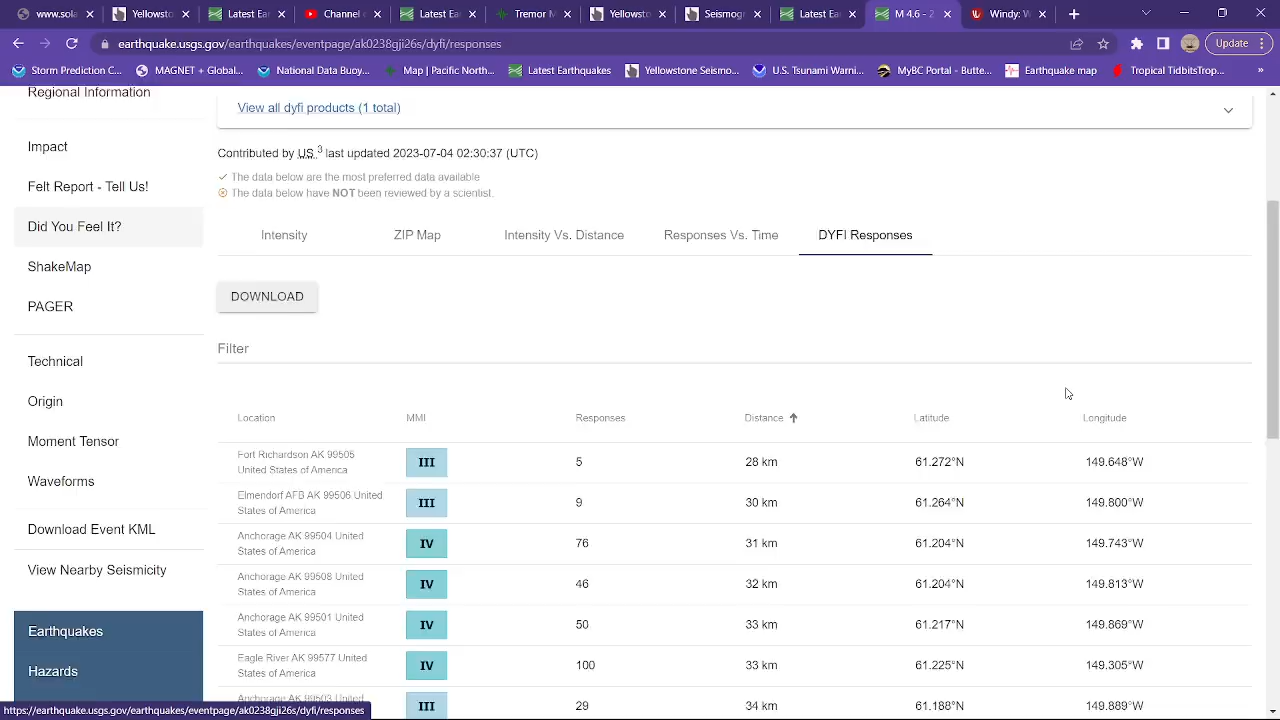 www.sola
Yellowsto
Latest Ear
Channel c
Latest Ear
Tremor M
Yellowsto
Seismogr
Latest Ear
M 4.6 - 2
Windy: W
earthquake.usgs.gov/earthquakes/eventpage/ak0238gji26s/dyfi/responses
Update
Storm Prediction C...
MAGNET + Global...
National Data Buoy...
Map | Pacific North...
Latest Earthquakes
Yellowstone Seismo...
U.S. Tsunami Warni...
MyBC Portal - Butte...
Earthquake map
Tropical TidbitsTrop...
»
Regional Information
Impact
Felt Report - Tell Us!
Did You Feel It?
ShakeMap
PAGER
Technical
Origin
Moment Tensor
Waveforms
Download Event KML
View Nearby Seismicity
Earthquakes
Hazards
View all dyfi products (1 total)
Contributed by US 3 last updated 2023-07-04 02:30:37 (UTC)
The data below are the most preferred data available
The data below have NOT been reviewed by a scientist.
Intensity ZIP Map Intensity Vs. Distance Responses Vs. Time DYFI Responses
DOWNLOAD
Filter
Location MMI Responses Distance Latitude Longitude
Fort Richardson AK 99505
United States of America
III 5 28 km 61.272°N 149.648°W
Elmendorf AFB AK 99506 United
States of America
III 9 30 km 61.264°N 149.800°W
Anchorage AK 99504 United
States of America
IV 76 31 km 61.204°N 149.743°W
Anchorage AK 99508 United
States of America
IV 46 32 km 61.204°N 149.813°W
Anchorage AK 99501 United
States of America
IV 50 33 km 61.217°N 149.869°W
Eagle River AK 99577 United
States of America
IV 100 33 km 61.225°N 149.305°W
Anchorage AK 99503 United
III 29 34 km 61.188°N 149.889°W
https://earthquake.usgs.gov/earthquakes/eventpage/ak0238gji26s/dyfi/responses